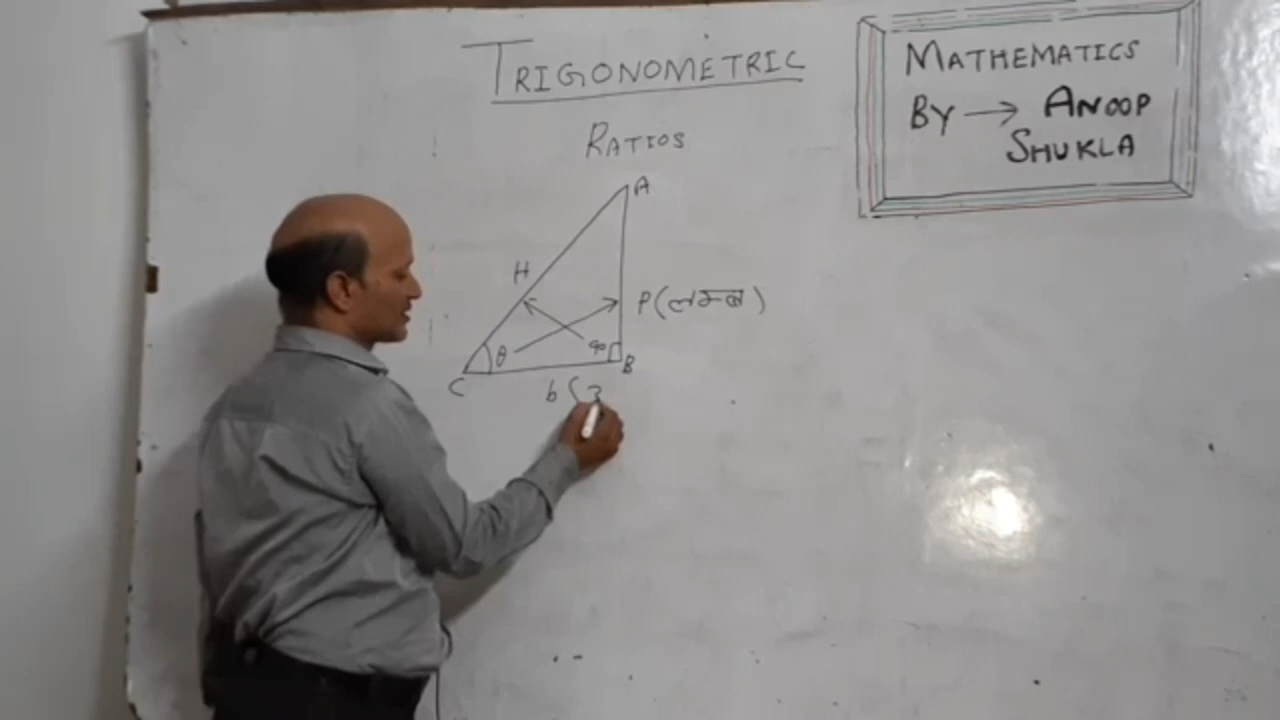 TRIGONOMETRIC
RATIOS
MATHEMATICS
BY → ANOOP
SHUKLA
A
H
P(लम्ब)
θ
90
C
B
b (